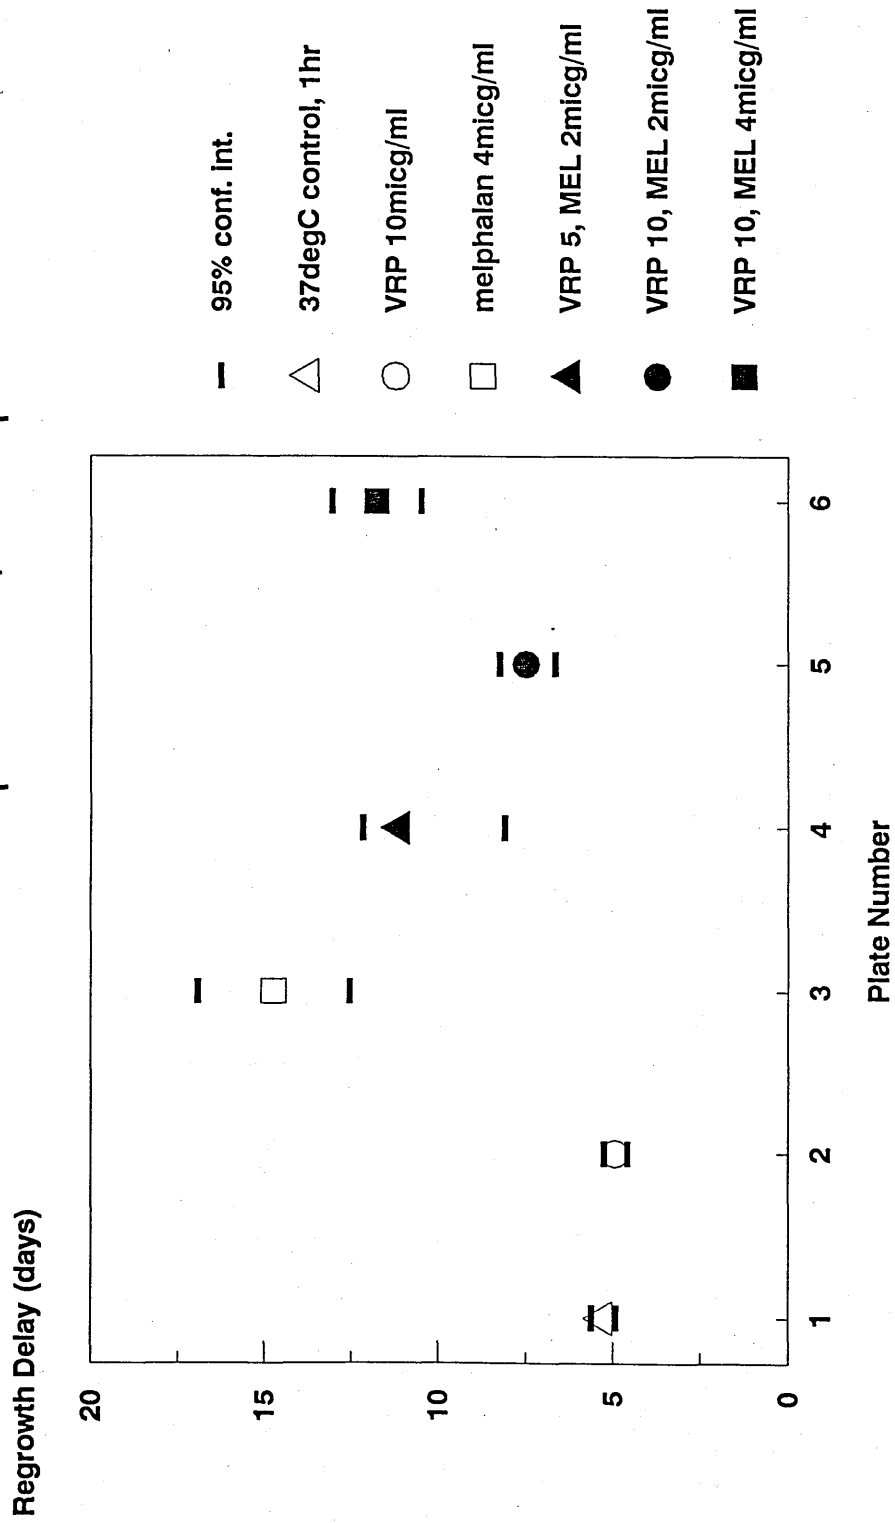 Regrowth Delay (days)
20
15
10
5
0
1
2
3
4
5
6
Plate Number
95% conf. int.
37degC control, 1hr
VRP 10micg/ml
melphalan 4micg/ml
VRP 5, MEL 2micg/ml
VRP 10, MEL 2micg/ml
VRP 10, MEL 4micg/ml